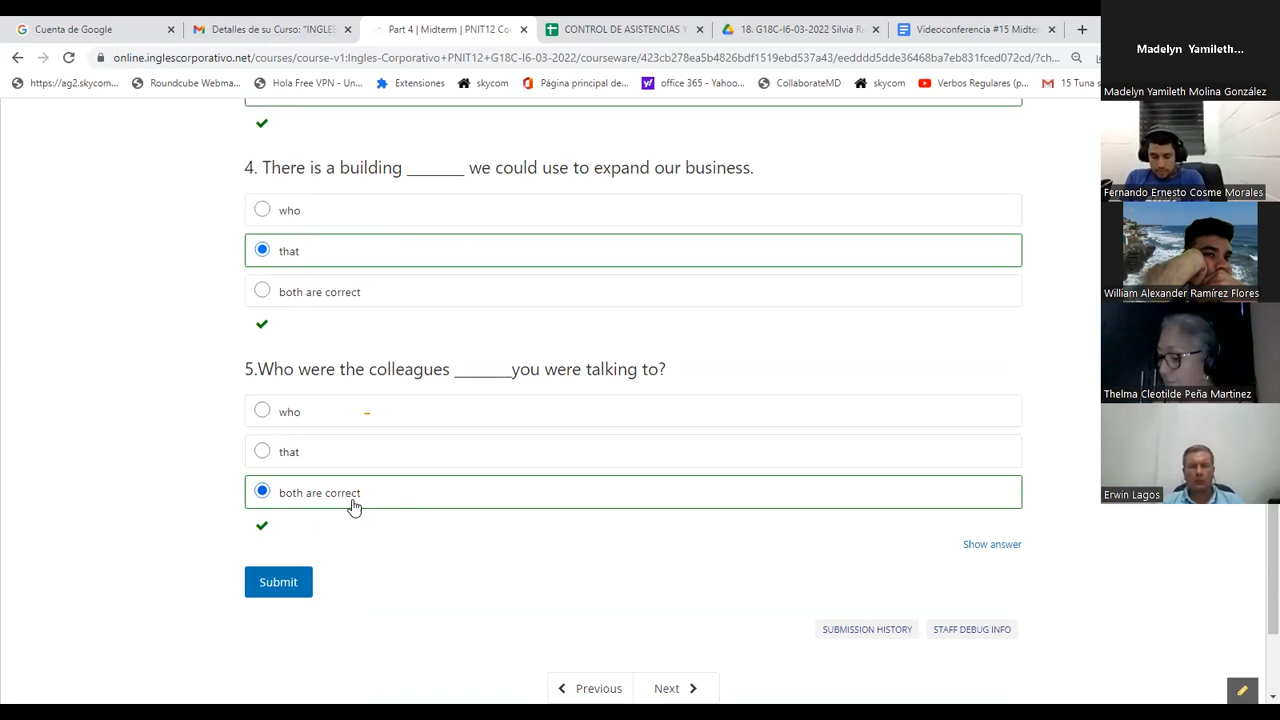 Cuenta de Google
Detalles de su Curso: "INGLES
Part 4 | Midterm | PNIT12 Co
CONTROL DE ASISTENCIAS Y
18. G18C-I6-03-2022 Silvia R
Videoconferencia #15 Midter
online.inglescorporativo.net/courses/course-v1:Ingles-Corporativo+PNIT12+G18C-I6-03-2022/courseware/423cb278ea5b4826bdf1519ebd537a43/eedddd5dde36468ba7eb831fced072cd/?ch...
https://ag2.skycom...
Roundcube Webma...
Hola Free VPN - Un...
Extensiones
skycom
Página principal de...
office 365 - Yahoo
CollaborateMD
skycom
Verbos Regulares (p...
15 Tuna s
4. There is a building _______ we could use to expand our business.
who
that
both are correct
5.Who were the colleagues _______you were talking to?
who
that
both are correct
Show answer
Submit
SUBMISSION HISTORY
STAFF DEBUG INFO
Previous
Next
Madelyn Yamileth...
Madelyn Yamileth Molina González
Fernando Ernesto Cosme Morales
William Alexander Ramírez Flores
Thelma Cleotilde Peña Martinez
Erwin Lagos